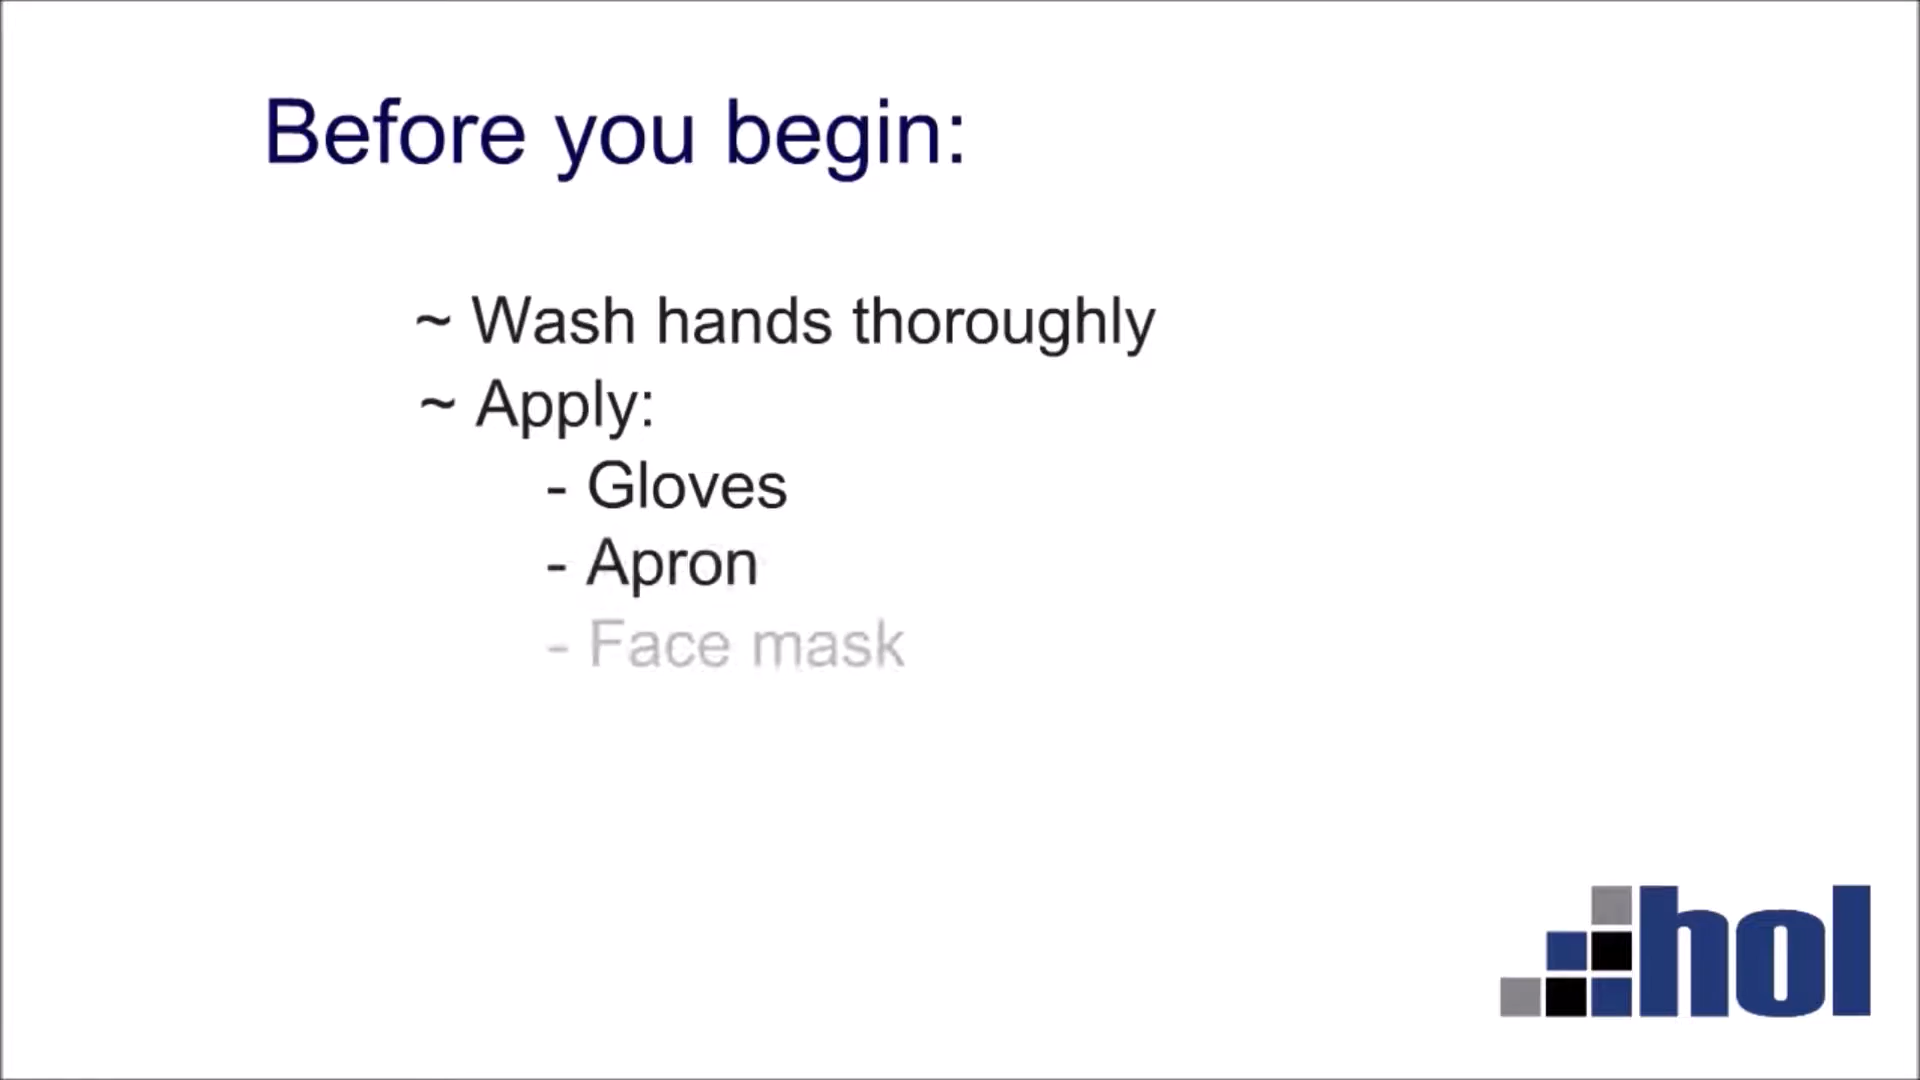 Before you begin:
~ Wash hands thoroughly
~ Apply:
- Gloves
- Apron
- Face mask
hol